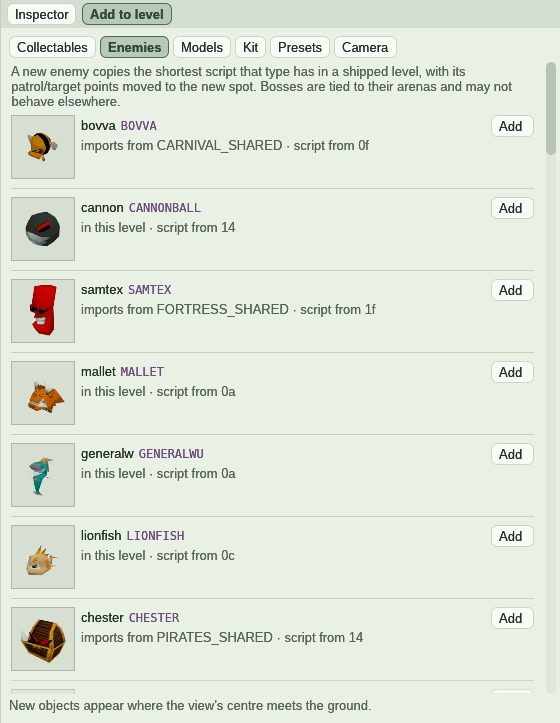 Inspector Add to level
Collectables Enemies Models Kit Presets Camera
A new enemy copies the shortest script that type has in a shipped level, with its
patrol/target points moved to the new spot. Bosses are tied to their arenas and may not
behave elsewhere.
bovva BOVVA Add
imports from CARNIVAL_SHARED · script from 0f
cannon CANNONBALL Add
in this level · script from 14
samtex SAMTEX Add
imports from FORTRESS_SHARED · script from 1f
mallet MALLET Add
in this level · script from 0a
generalw GENERALWU Add
in this level · script from 0a
lionfish LIONFISH Add
in this level · script from 0c
chester CHESTER Add
imports from PIRATES_SHARED · script from 14
New objects appear where the view's centre meets the ground.